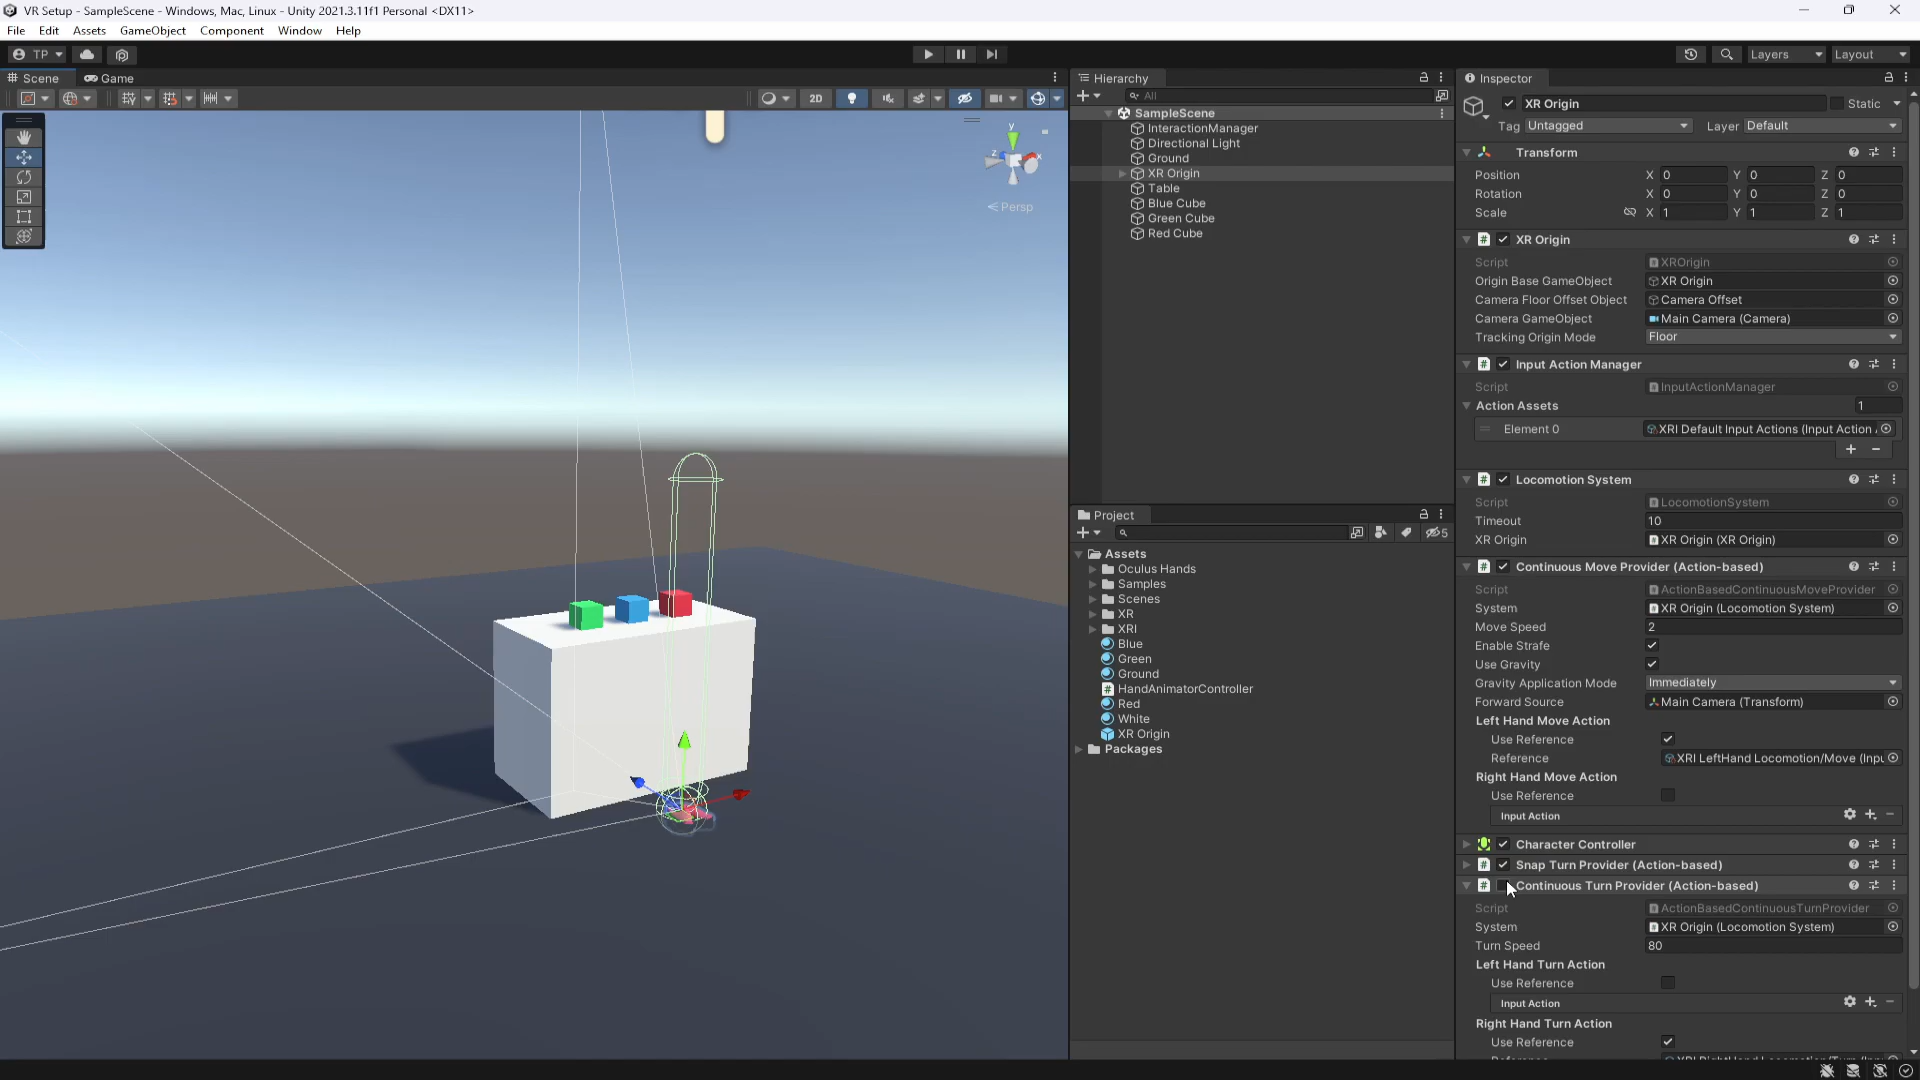 VR Setup - SampleScene - Windows, Mac, Linux - Unity 2021.3.11f1 Personal <DX11>
File Edit Assets GameObject Component Window Help
TP Layers Layout
Scene Game
2D
y
z x
Persp
Hierarchy
All
SampleScene
InteractionManager
Directional Light
Ground
XR Origin
Table
Blue Cube
Green Cube
Red Cube
Project
5
Assets
Oculus Hands
Samples
Scenes
XR
XRI
Blue
Green
Ground
HandAnimatorController
Red
White
XR Origin
Packages
Inspector
XR Origin Static
Tag Untagged Layer Default
Transform
Position X 0 Y 0 Z 0
Rotation X 0 Y 0 Z 0
Scale X 1 Y 1 Z 1
XR Origin
Script XROrigin
Origin Base GameObject XR Origin
Camera Floor Offset Object Camera Offset
Camera GameObject Main Camera (Camera)
Tracking Origin Mode Floor
Input Action Manager
Script InputActionManager
Action Assets 1
Element 0 XRI Default Input Actions (Input Action
Locomotion System
Script LocomotionSystem
Timeout 10
XR Origin XR Origin (XR Origin)
Continuous Move Provider (Action-based)
Script ActionBasedContinuousMoveProvider
System XR Origin (Locomotion System)
Move Speed 2
Enable Strafe
Use Gravity
Gravity Application Mode Immediately
Forward Source Main Camera (Transform)
Left Hand Move Action
Use Reference
Reference XRI LeftHand Locomotion/Move (Inpu
Right Hand Move Action
Use Reference
Input Action
Character Controller
Snap Turn Provider (Action-based)
Continuous Turn Provider (Action-based)
Script ActionBasedContinuousTurnProvider
System XR Origin (Locomotion System)
Turn Speed 80
Left Hand Turn Action
Use Reference
Input Action
Right Hand Turn Action
Use Reference